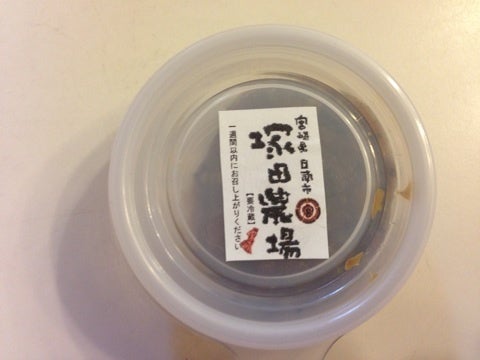 宮崎県日南市
塚田農場
【要冷蔵】
一週間以内にお召し上がりください